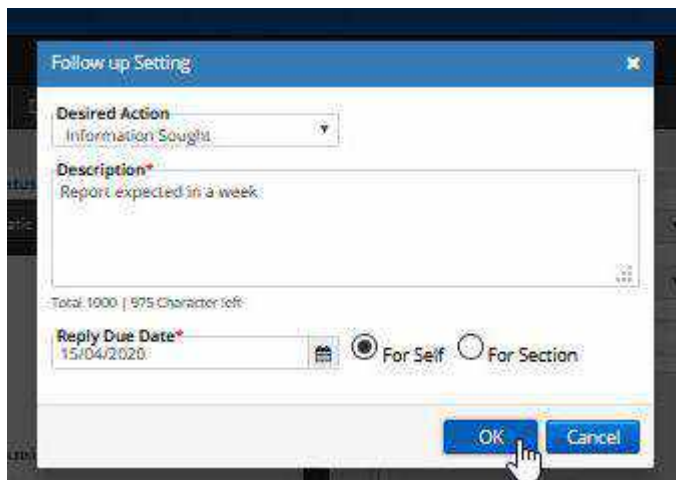 Follow up Setting
Desired Action
Information Sought
Description*
Report expected in a week
Total 1000 | 975 Character left
Reply Due Date*
15/04/2020
For Self For Section
OK Cancel